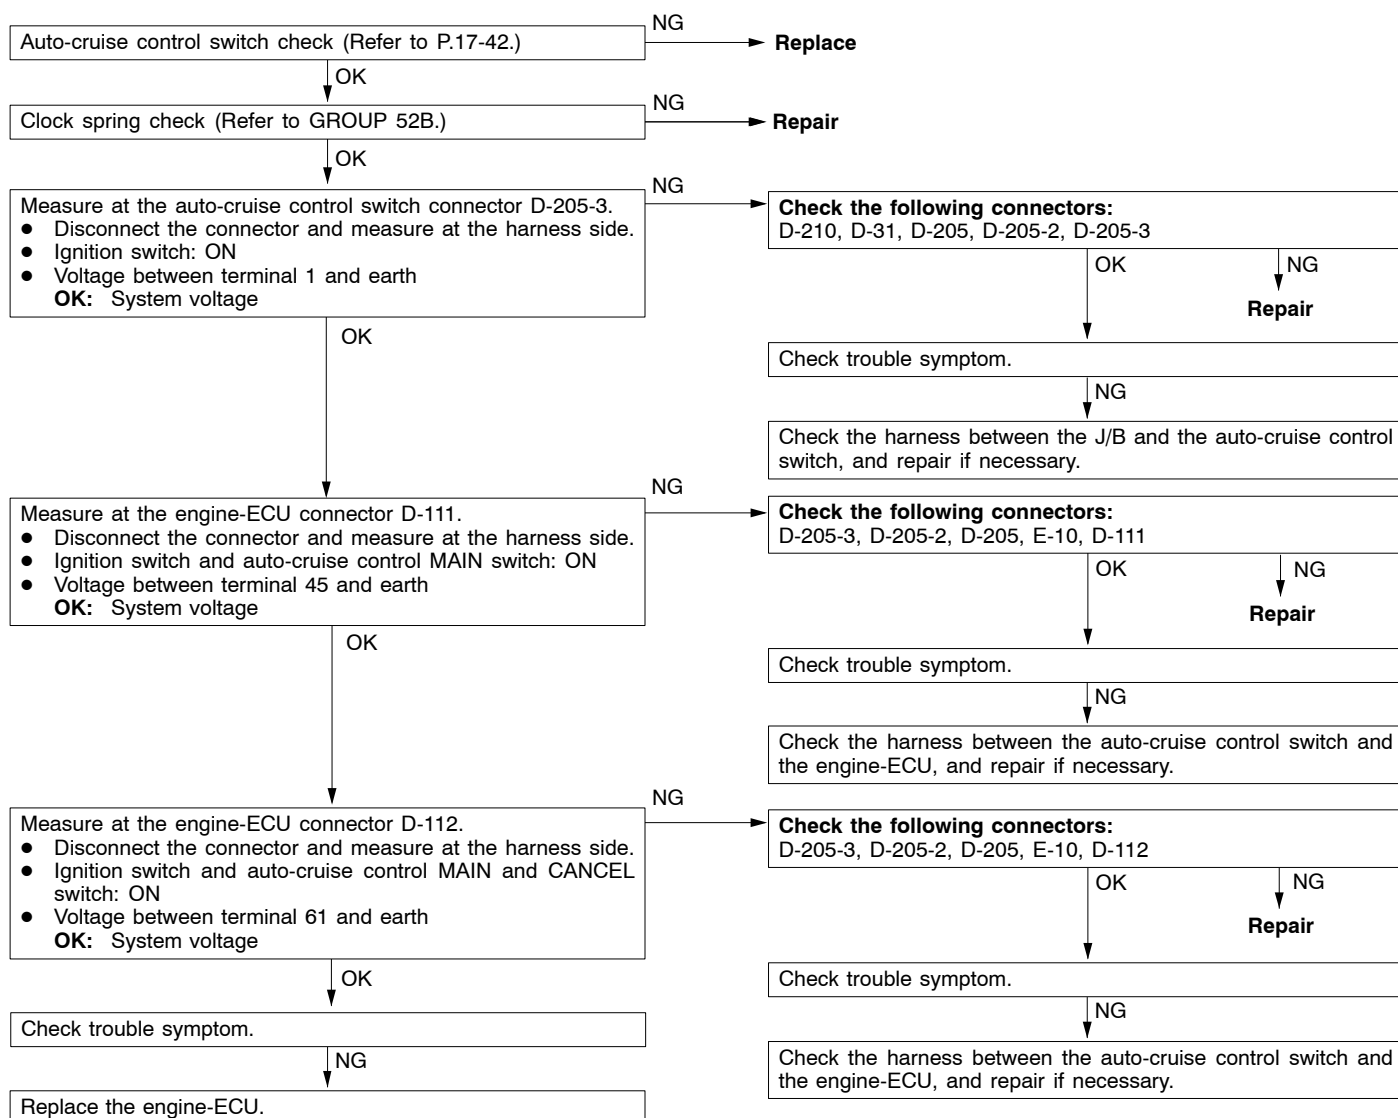 Auto-cruise control switch check (Refer to P.17-42.)
NG
Replace
OK
Clock spring check (Refer to GROUP 52B.)
NG
Repair
OK
Measure at the auto-cruise control switch connector D-205-3.
● Disconnect the connector and measure at the harness side.
● Ignition switch: ON
● Voltage between terminal 1 and earth
OK: System voltage
NG
Check the following connectors:
D-210, D-31, D-205, D-205-2, D-205-3
OK
NG
Repair
Check trouble symptom.
NG
Check the harness between the J/B and the auto-cruise control
switch, and repair if necessary.
OK
Measure at the engine-ECU connector D-111.
● Disconnect the connector and measure at the harness side.
● Ignition switch and auto-cruise control MAIN switch: ON
● Voltage between terminal 45 and earth
OK: System voltage
NG
Check the following connectors:
D-205-3, D-205-2, D-205, E-10, D-111
OK
NG
Repair
Check trouble symptom.
NG
Check the harness between the auto-cruise control switch and
the engine-ECU, and repair if necessary.
OK
Measure at the engine-ECU connector D-112.
● Disconnect the connector and measure at the harness side.
● Ignition switch and auto-cruise control MAIN and CANCEL
switch: ON
● Voltage between terminal 61 and earth
OK: System voltage
NG
Check the following connectors:
D-205-3, D-205-2, D-205, E-10, D-112
OK
NG
Repair
Check trouble symptom.
NG
Check the harness between the auto-cruise control switch and
the engine-ECU, and repair if necessary.
OK
Check trouble symptom.
NG
Replace the engine-ECU.